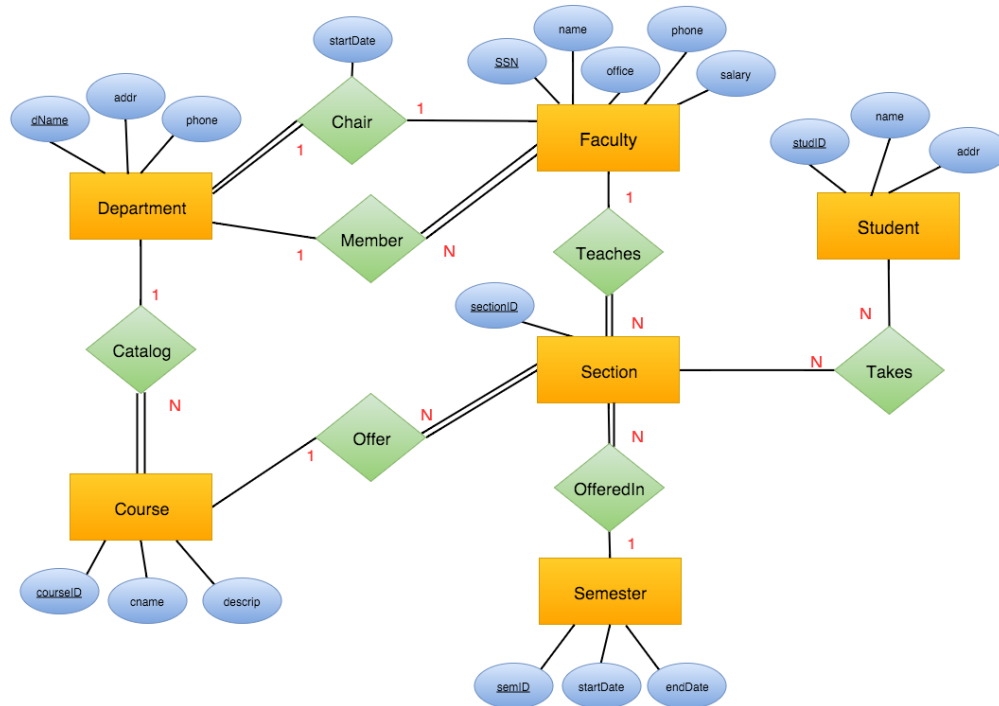 startDate
name
phone
SSN
office
salary
addr
dName
phone
1
Chair
1
Faculty
name
studID
addr
Department
Member
1
N
1
Teaches
Student
1
sectionID
N
N
Catalog
N
Section
N
Takes
N
Offer
1
N
OfferedIn
Course
1
courseID
cname
descrip
Semester
semID
startDate
endDate